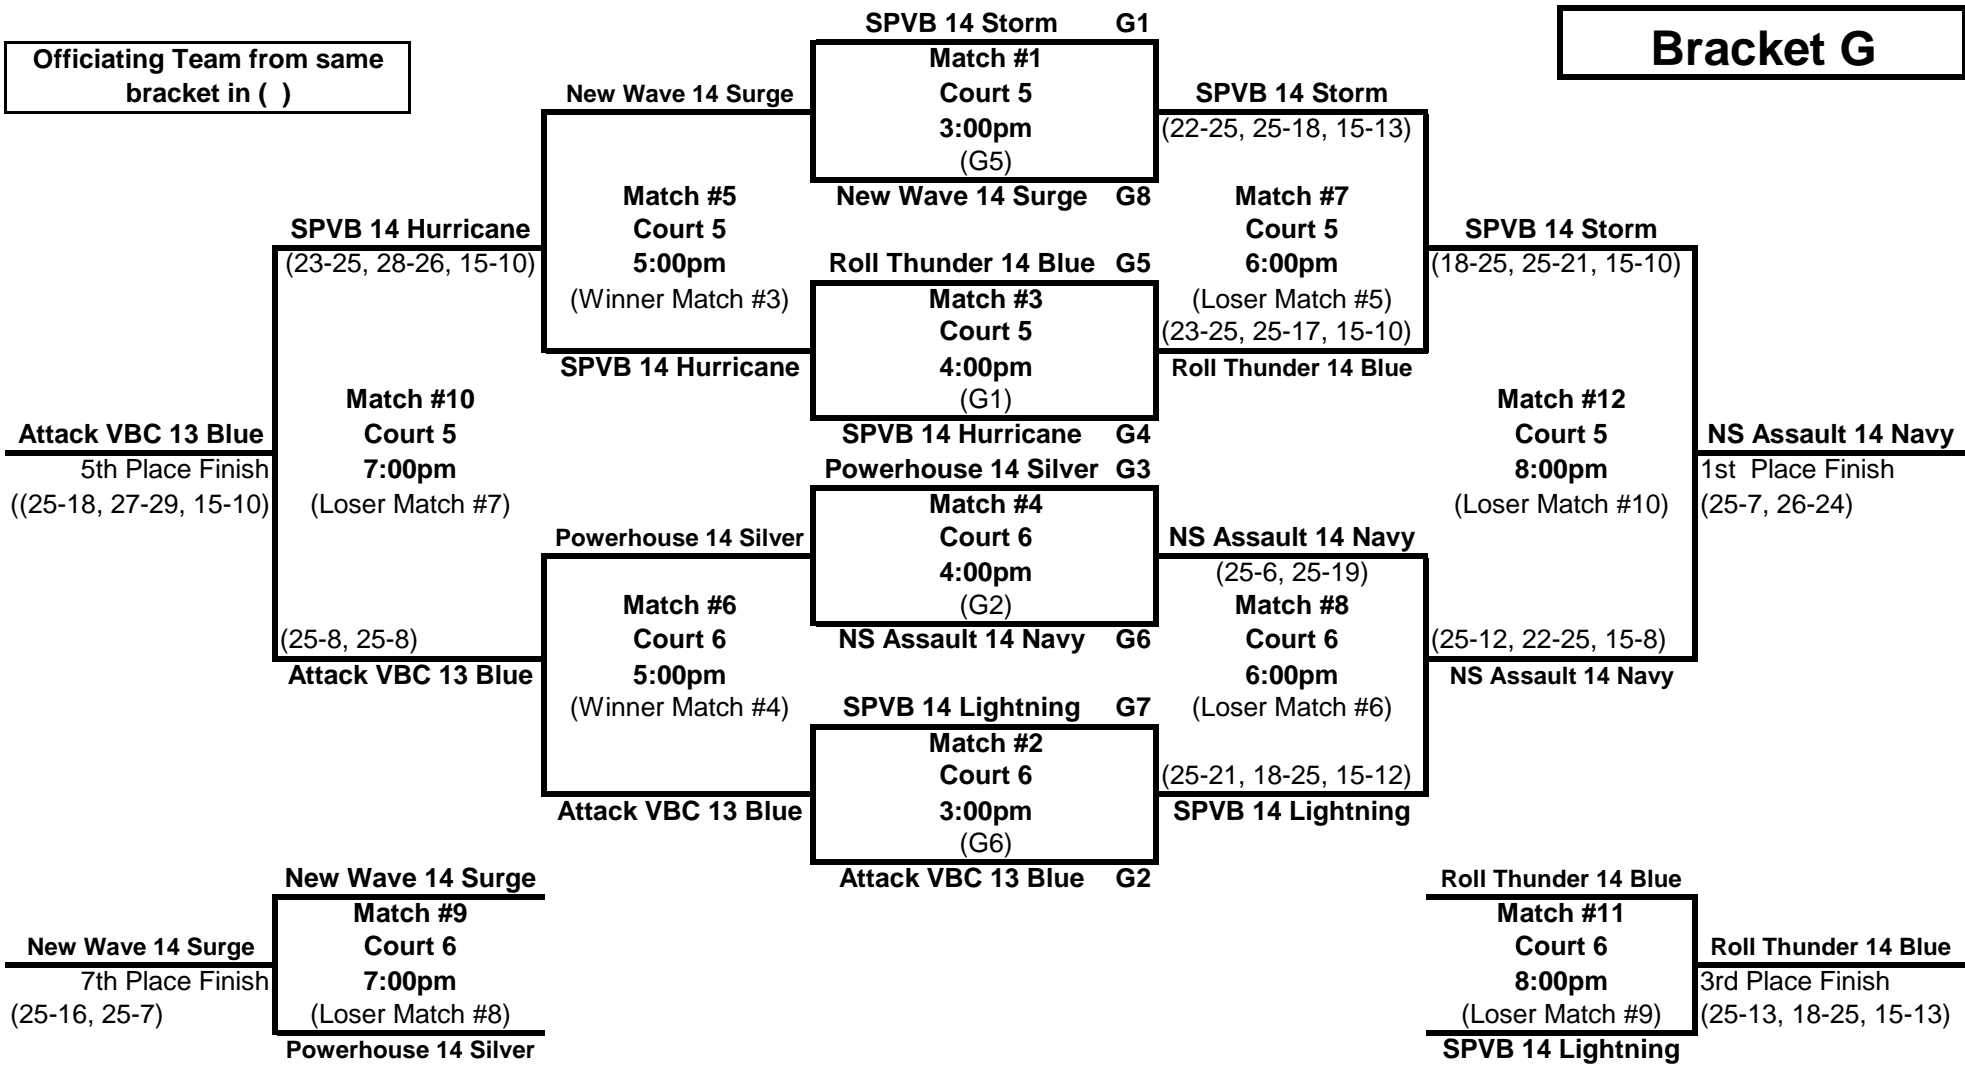 SPVB 14 Storm G1
Bracket G
Officiating Team from same
bracket in ( )
Match #1
Court 5
3:00pm
(G5)
New Wave 14 Surge G8
New Wave 14 Surge
SPVB 14 Storm
(22-25, 25-18, 15-13)
Match #5
Court 5
5:00pm
(Winner Match #3)
Match #7
Court 5
6:00pm
(Loser Match #5)
(23-25, 25-17, 15-10)
Roll Thunder 14 Blue
SPVB 14 Hurricane
(23-25, 28-26, 15-10)
SPVB 14 Storm
(18-25, 25-21, 15-10)
Roll Thunder 14 Blue G5
Match #3
Court 5
4:00pm
(G1)
SPVB 14 Hurricane G4
SPVB 14 Hurricane
Match #10
Court 5
7:00pm
(Loser Match #7)
Attack VBC 13 Blue
5th Place Finish
((25-18, 27-29, 15-10)
Match #12
Court 5
8:00pm
(Loser Match #10)
NS Assault 14 Navy
1st  Place Finish
(25-7, 26-24)
Powerhouse 14 Silver G3
Match #4
Court 6
4:00pm
(G2)
NS Assault 14 Navy G6
Powerhouse 14 Silver
NS Assault 14 Navy
(25-6, 25-19)
Match #6
Court 6
5:00pm
(Winner Match #4)
Match #8
Court 6
6:00pm
(Loser Match #6)
(25-21, 18-25, 15-12)
SPVB 14 Lightning
(25-8, 25-8)
Attack VBC 13 Blue
(25-12, 22-25, 15-8)
NS Assault 14 Navy
SPVB 14 Lightning G7
Match #2
Court 6
3:00pm
(G6)
Attack VBC 13 Blue G2
Attack VBC 13 Blue
New Wave 14 Surge
Match #9
Court 6
7:00pm
(Loser Match #8)
Powerhouse 14 Silver
New Wave 14 Surge
7th Place Finish
(25-16, 25-7)
Roll Thunder 14 Blue
Match #11
Court 6
8:00pm
(Loser Match #9)
SPVB 14 Lightning
Roll Thunder 14 Blue
3rd Place Finish
(25-13, 18-25, 15-13)